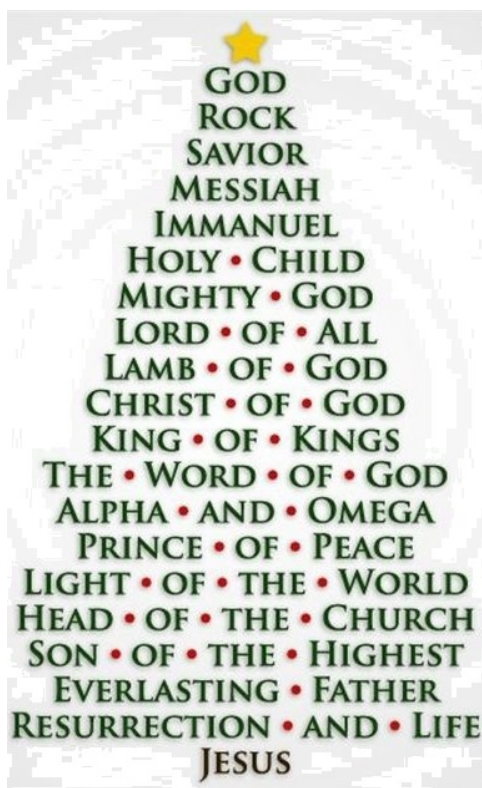 GOD
ROCK
SAVIOR
MESSIAH
IMMANUEL
HOLY • CHILD
MIGHTY • GOD
LORD • OF • ALL
LAMB • OF • GOD
CHRIST • OF • GOD
KING • OF • KINGS
THE • WORD • OF • GOD
ALPHA • AND • OMEGA
PRINCE • OF • PEACE
LIGHT • OF • THE • WORLD
HEAD • OF • THE • CHURCH
SON • OF • THE • HIGHEST
EVERLASTING • FATHER
RESURRECTION • AND • LIFE
JESUS